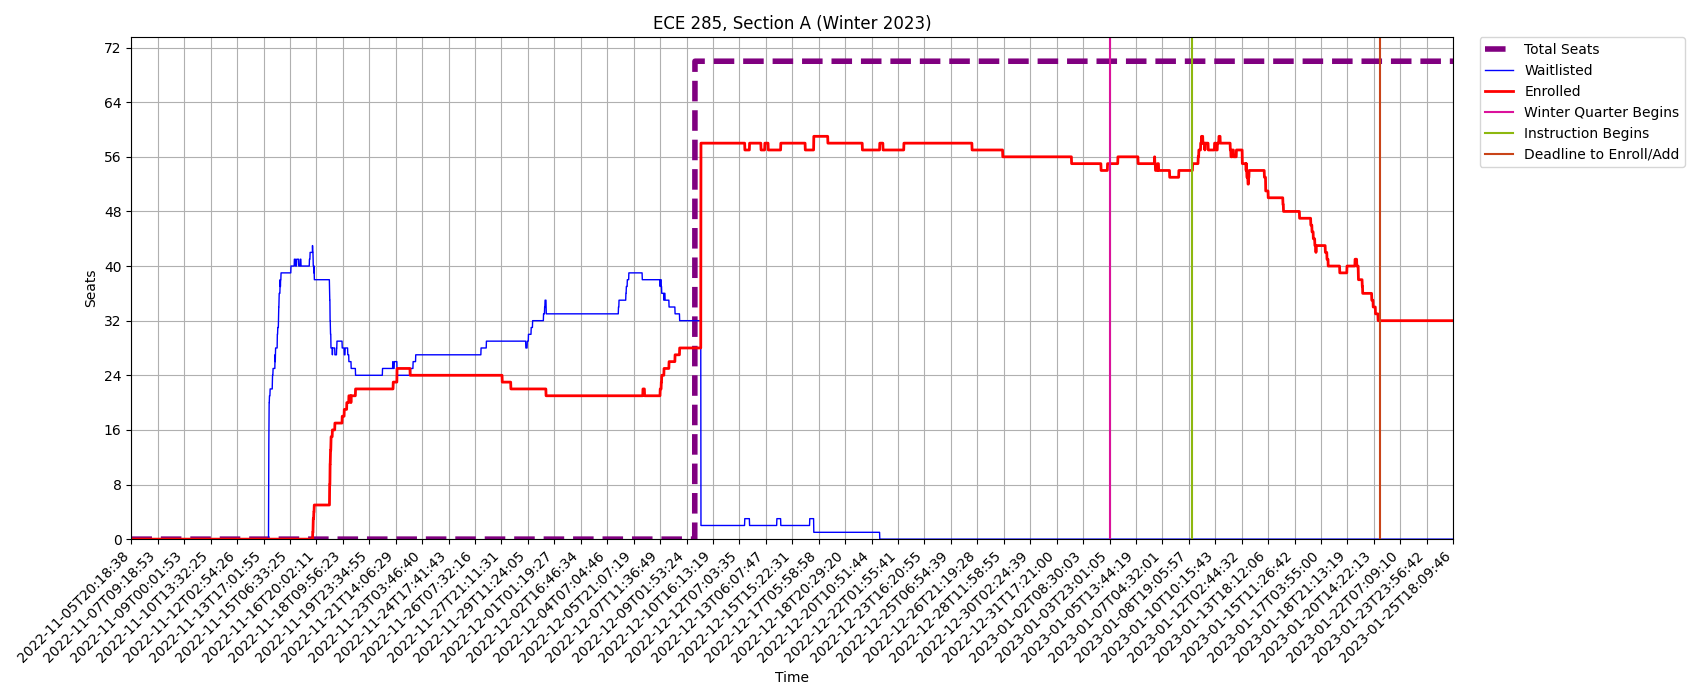 ECE 285, Section A (Winter 2023)
Total Seats
Waitlisted
Enrolled
Winter Quarter Begins
Instruction Begins
Deadline to Enroll/Add
Seats
72
64
56
48
40
32
24
16
8
0
2022-11-05T20:18:38
2022-11-07T09:18:53
2022-11-09T00:01:53
2022-11-10T13:32:25
2022-11-12T02:54:26
2022-11-13T17:01:55
2022-11-15T06:33:25
2022-11-16T20:02:11
2022-11-18T09:56:23
2022-11-19T23:34:55
2022-11-21T14:06:29
2022-11-23T03:46:40
2022-11-24T17:41:43
2022-11-26T07:32:16
2022-11-27T21:11:31
2022-11-29T11:24:05
2022-12-01T01:19:27
2022-12-02T16:46:34
2022-12-04T07:04:46
2022-12-05T21:07:19
2022-12-07T11:36:49
2022-12-09T01:53:24
2022-12-10T16:13:19
2022-12-12T07:03:35
2022-12-13T06:07:47
2022-12-15T15:22:31
2022-12-17T05:58:58
2022-12-18T20:29:20
2022-12-20T10:51:44
2022-12-22T01:55:41
2022-12-23T16:20:55
2022-12-25T06:54:39
2022-12-26T21:19:28
2022-12-28T11:58:55
2022-12-30T02:24:39
2022-12-31T17:21:00
2023-01-02T08:30:03
2023-01-03T23:01:05
2023-01-05T13:44:19
2023-01-07T04:32:01
2023-01-08T19:05:57
2023-01-10T10:15:43
2023-01-12T02:44:32
2023-01-13T18:12:06
2023-01-15T11:26:42
2023-01-17T03:55:00
2023-01-18T21:13:19
2023-01-20T14:22:13
2023-01-22T07:09:10
2023-01-23T23:56:42
2023-01-25T18:09:46
Time